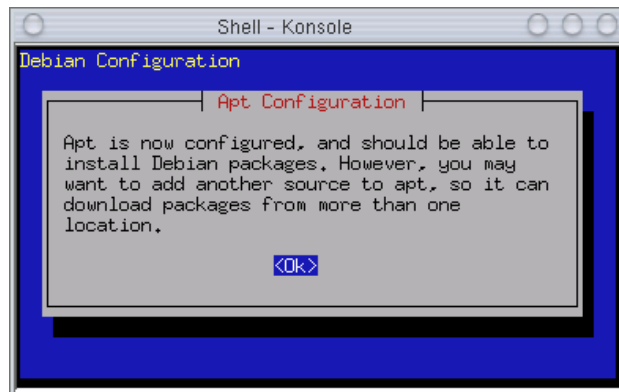 Shell - Konsole
Debian Configuration
Apt Configuration
Apt is now configured, and should be able to
install Debian packages. However, you may
want to add another source to apt, so it can
download packages from more than one
location.
<Ok>